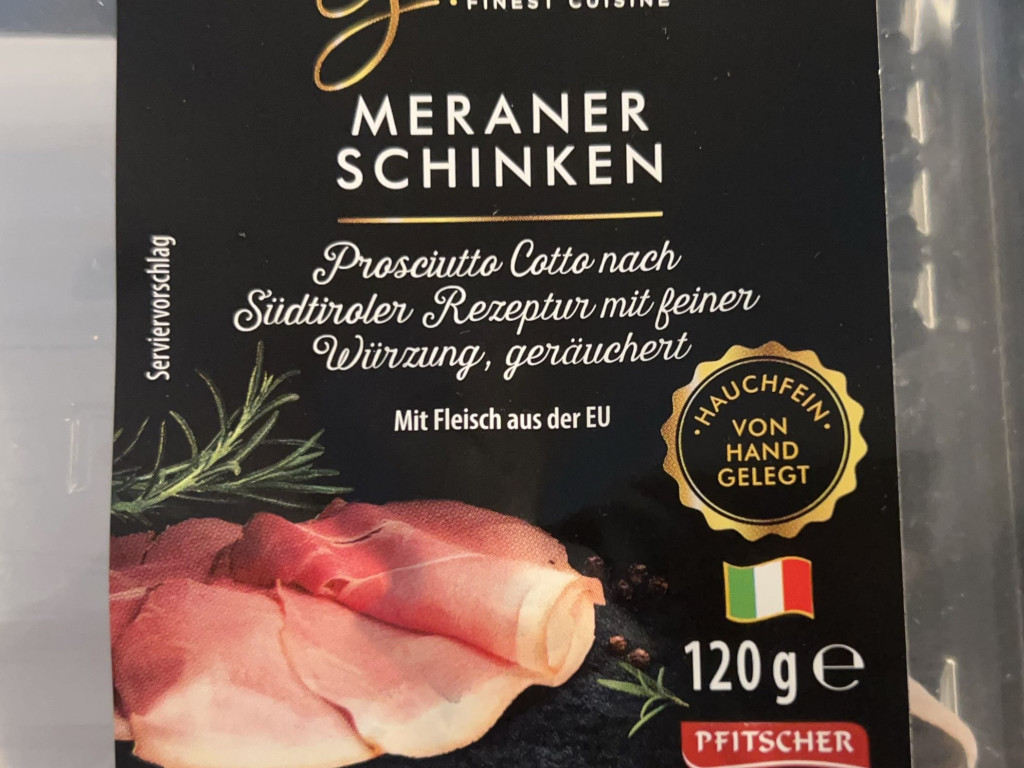 FINEST CUISINE
MERANER
SCHINKEN
Prosciutto Cotto nach
Südtiroler Rezeptur mit feiner
Würzung, geräuchert
Serviervorschlag
Mit Fleisch aus der EU
HAUCHFEIN
VON
HAND
GELEGT
120 g e
PFITSCHER